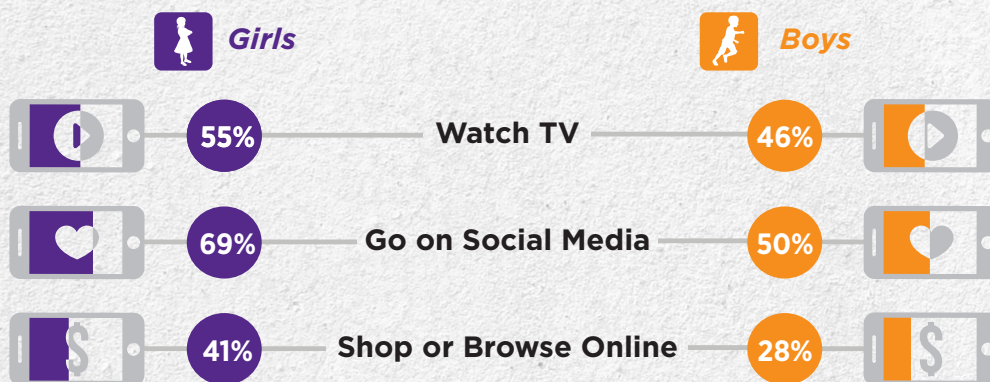 Girls Boys
55% Watch TV 46%
69% Go on Social Media 50%
41% Shop or Browse Online 28%